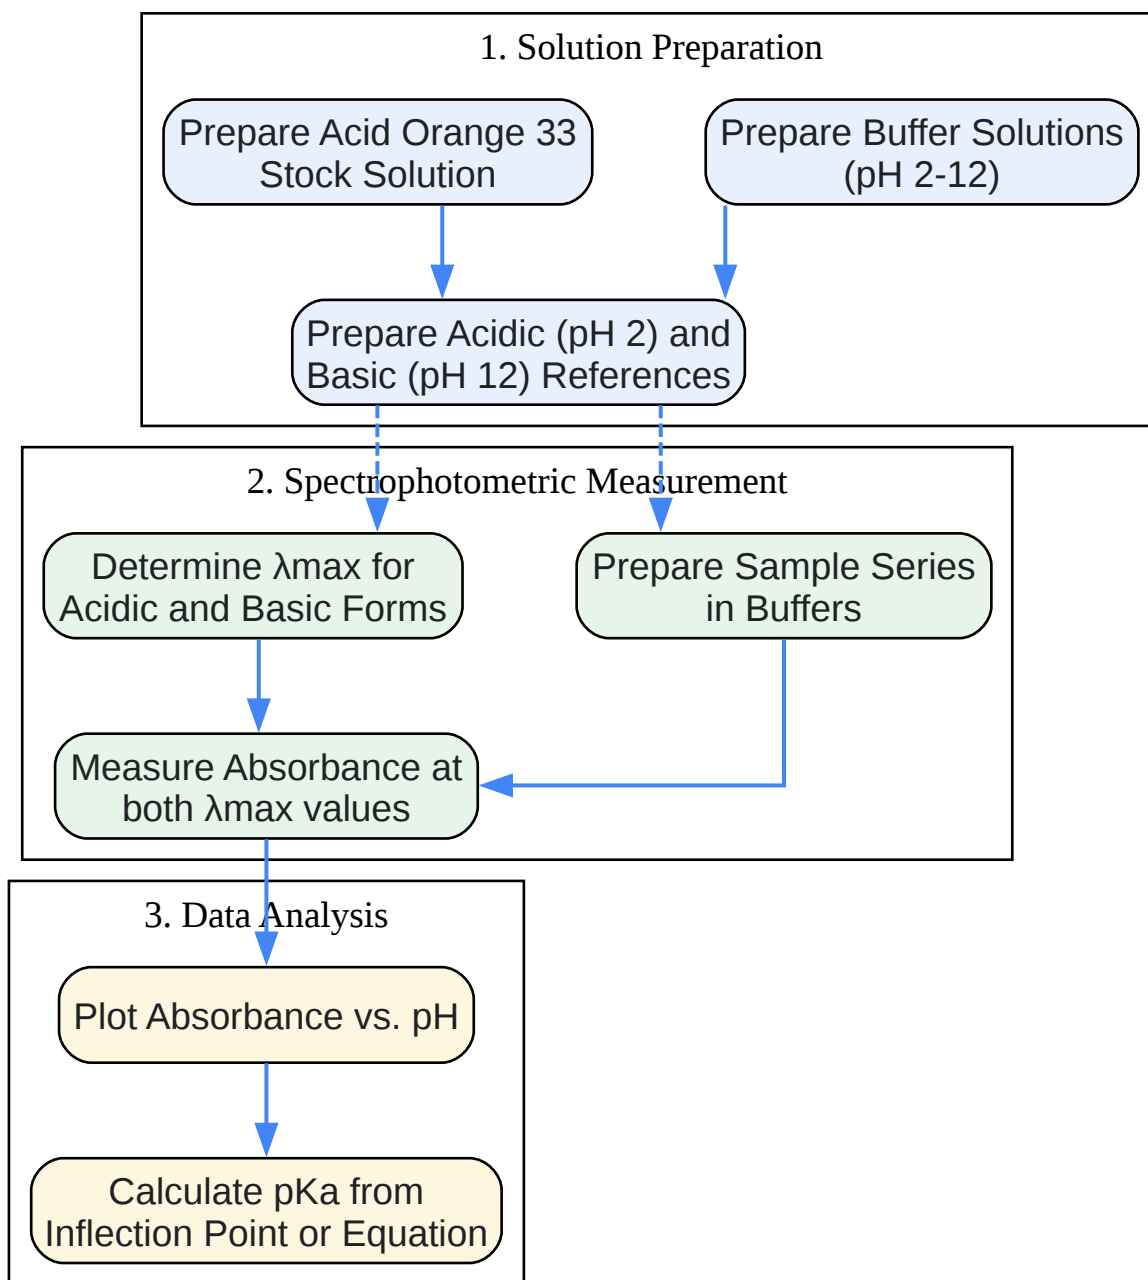 1. Solution Preparation
Prepare Acid Orange 33
Stock Solution
Prepare Buffer Solutions
(pH 2-12)
Prepare Acidic (pH 2) and
Basic (pH 12) References
2. Spectrophotometric Measurement
Determine λmax for
Acidic and Basic Forms
Prepare Sample Series
in Buffers
Measure Absorbance at
both λmax values
3. Data Analysis
Plot Absorbance vs. pH
Calculate pKa from
Inflection Point or Equation